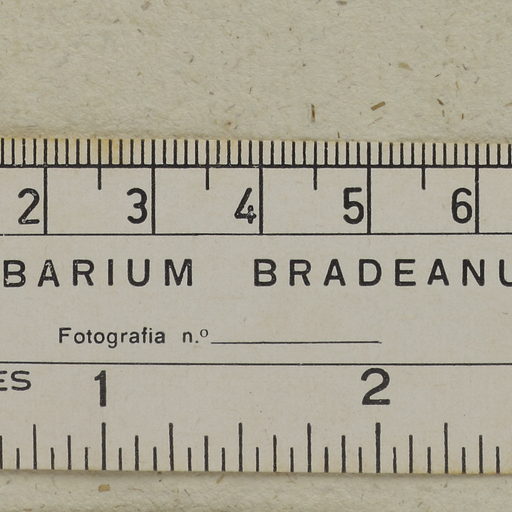 2 3 4 5 6
BARIUM BRADEANU
Fotografia n.º
ES 1 2